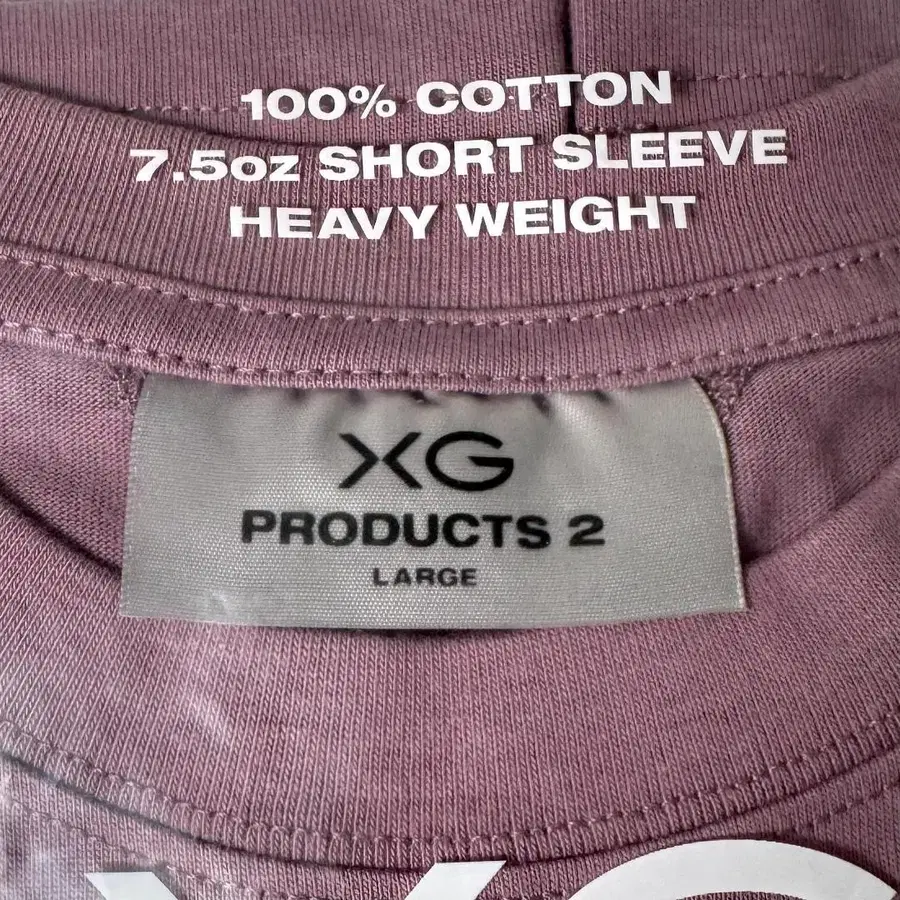 100% COTTON
7.5oz SHORT SLEEVE
HEAVY WEIGHT
XG
PRODUCTS 2
LARGE